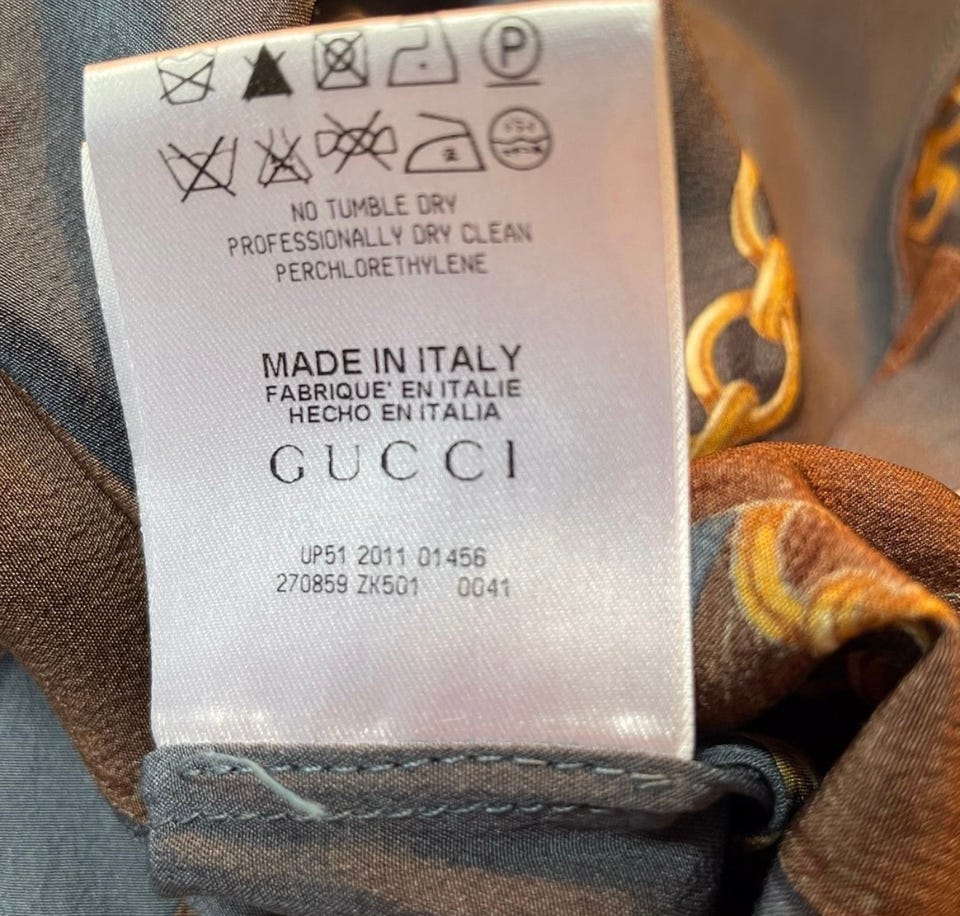 P
NO TUMBLE DRY
PROFESSIONALLY DRY CLEAN
PERCHLORETHYLENE
MADE IN ITALY
FABRIQUE' EN ITALIE
HECHO EN ITALIA
GUCCI
UP51 2011 01456
270859 ZK501 0041